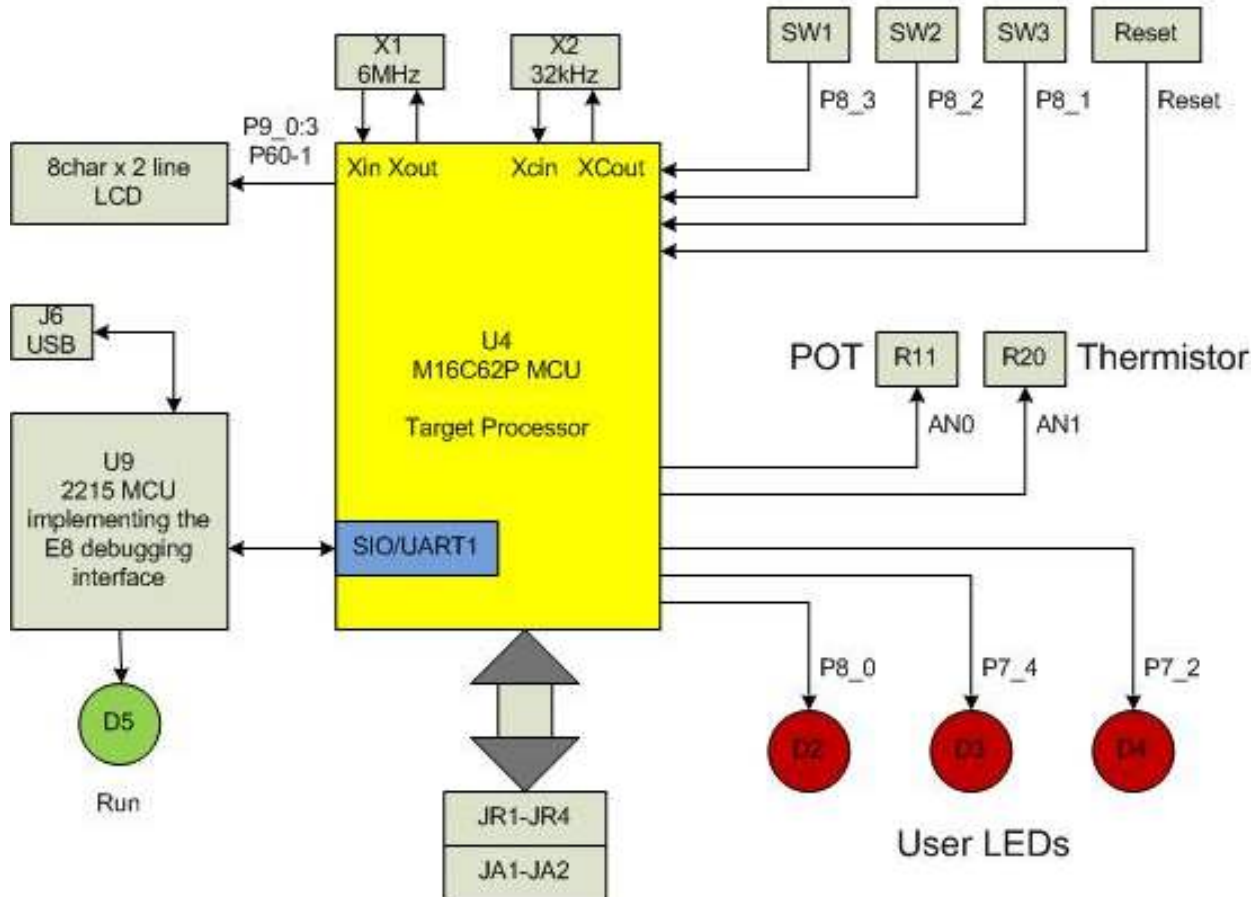 X1
6MHz
X2
32kHz
SW1
SW2
SW3
Reset
P8_3
P8_2
P8_1
Reset
P9_0:3
P60-1
8char x 2 line
LCD
Xin Xout
Xcin
XCout
J6
USB
U4
M16C62P MCU
Target Processor
POT
R11
R20
Thermistor
AN0
AN1
U9
2215 MCU
implementing the
E8 debugging
interface
SIO/UART1
P8_0
P7_4
P7_2
D5
D2
D3
D4
Run
JR1-JR4
JA1-JA2
User LEDs